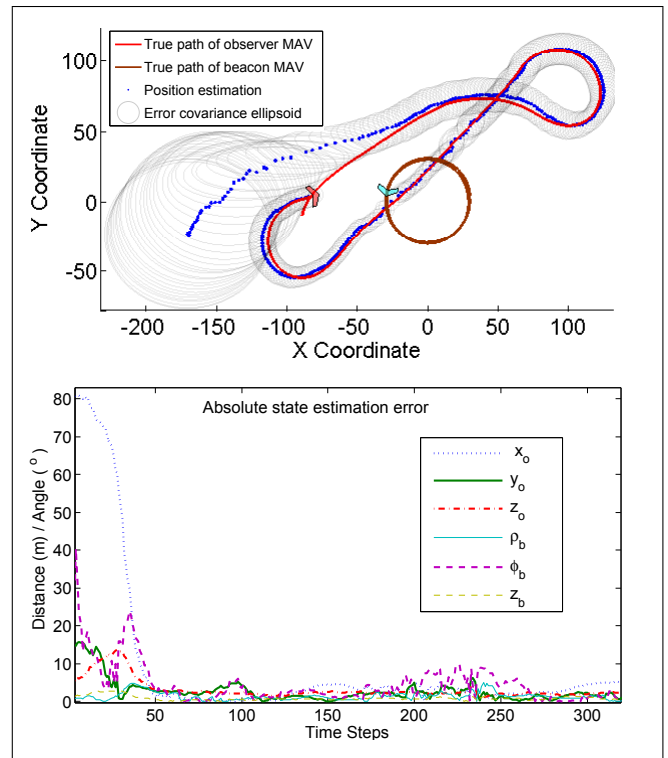 True path of observer MAV
True path of beacon MAV
Position estimation
Error covariance ellipsoid
Y Coordinate
100
50
0
-50
-200 -150 -100 -50 0 50 100
X Coordinate
Absolute state estimation error
Distance (m) / Angle ( ° )
80
70
60
50
40
30
20
10
0
x_o
y_o
z_o
ρ_b
ϕ_b
z_b
50 100 150 200 250 300
Time Steps